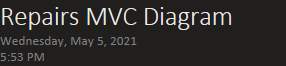 Repairs MVC Diagram
Wednesday, May 5, 2021
5:53 PM